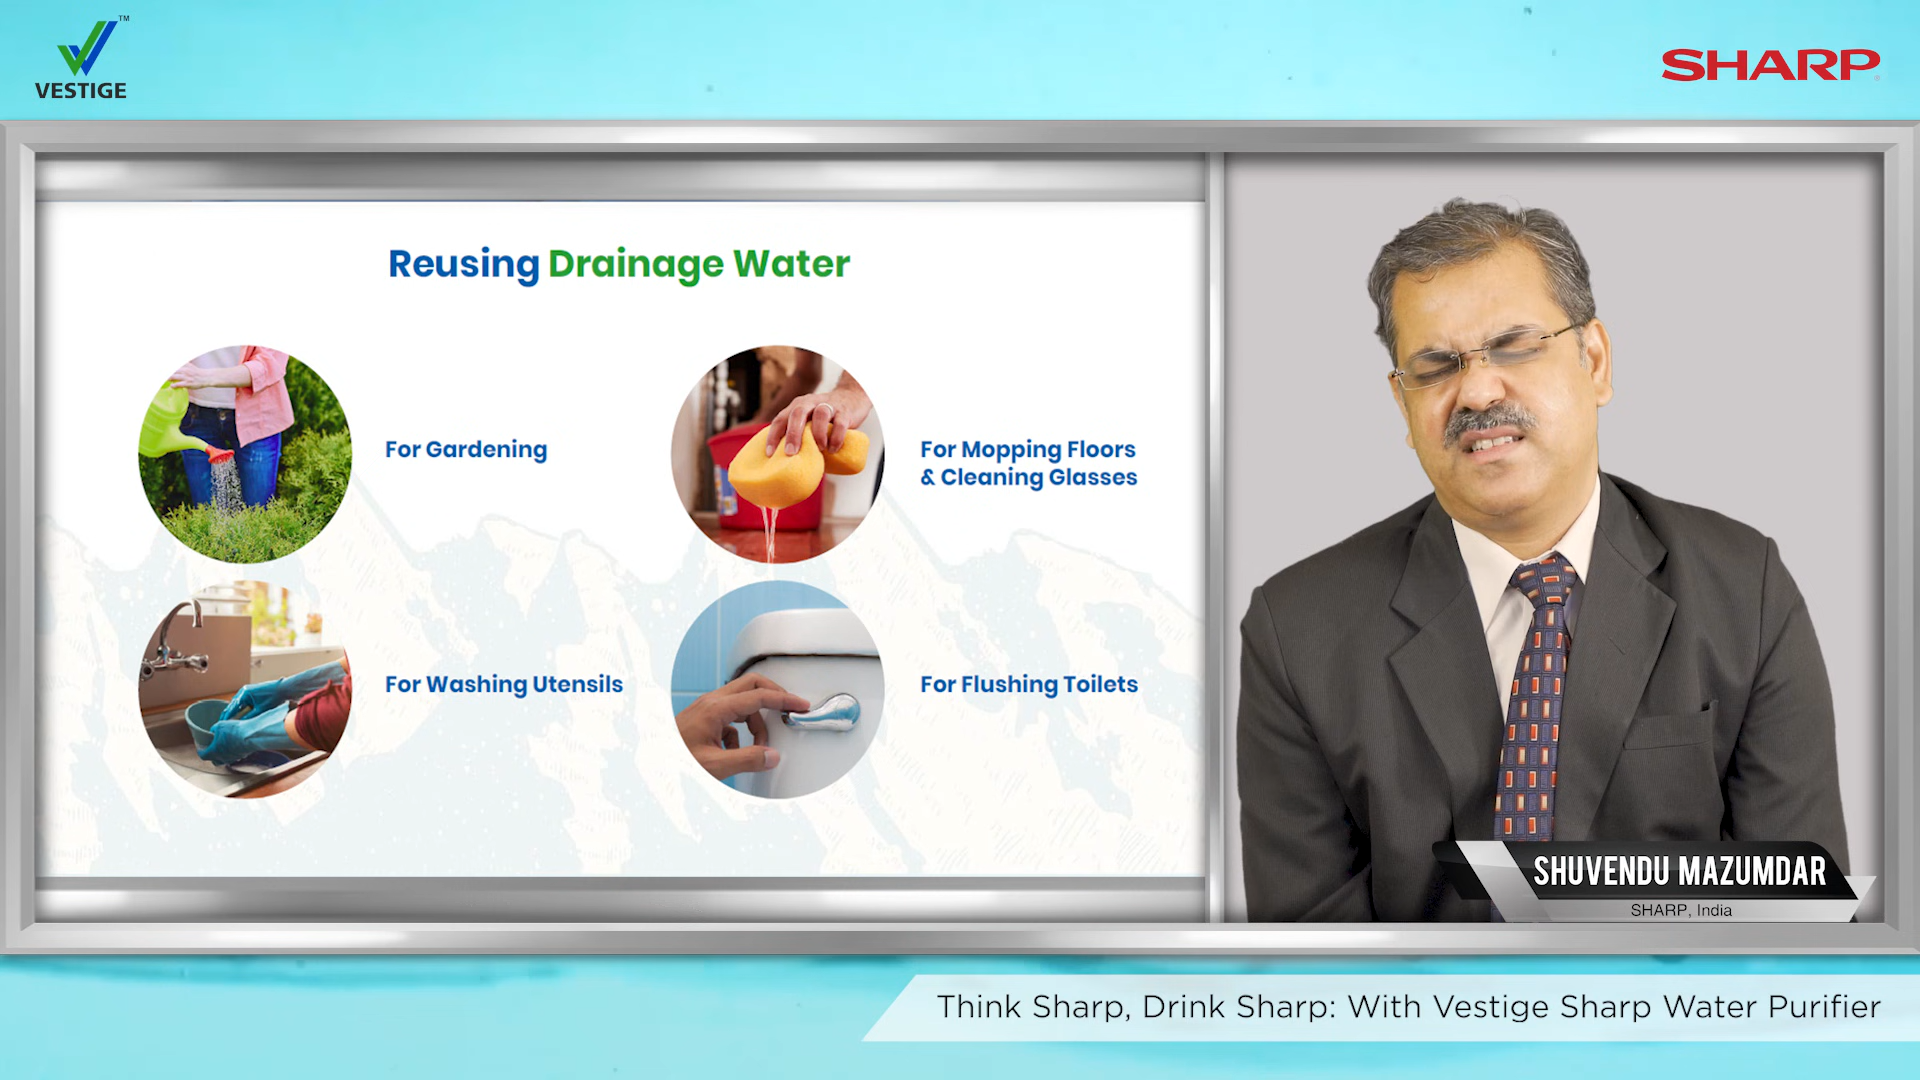 VESTIGE
TM
SHARP
Reusing Drainage Water
For Gardening
For Mopping Floors
& Cleaning Glasses
For Washing Utensils
For Flushing Toilets
SHUVENDU MAZUMDAR
SHARP, India
Think Sharp, Drink Sharp: With Vestige Sharp Water Purifier